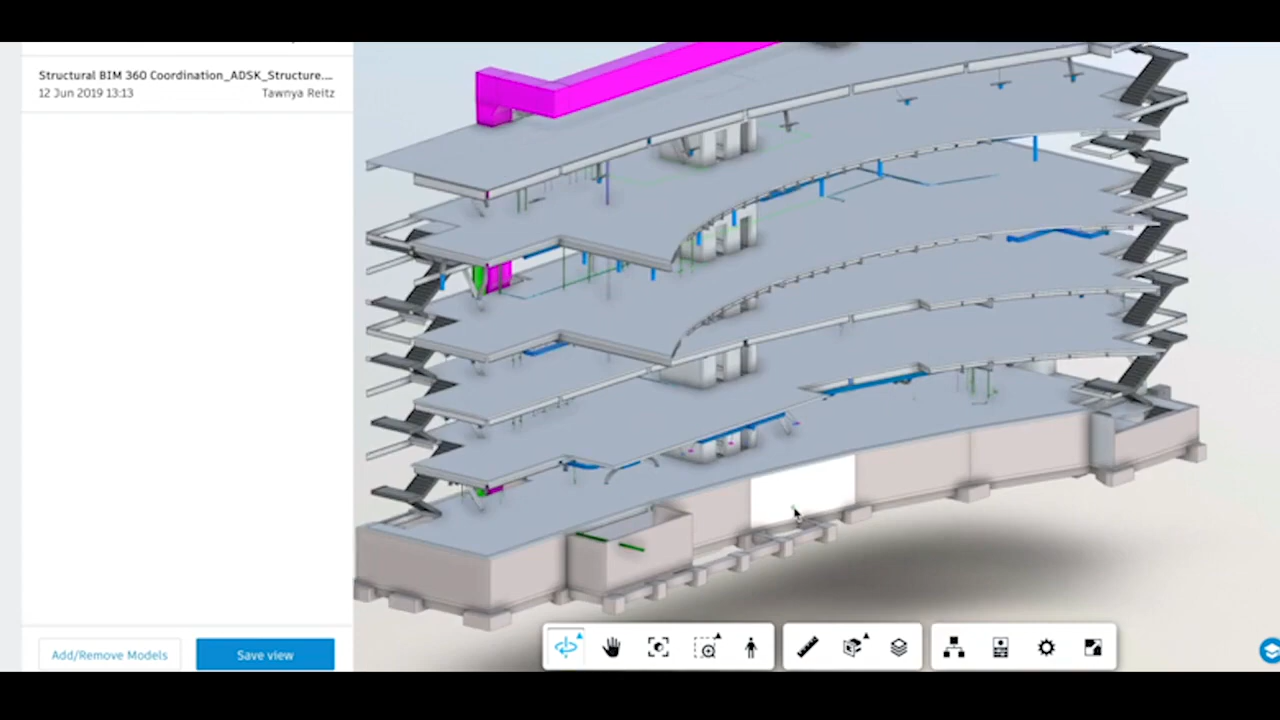 Structural BIM 360 Coordination_ADSK_Structure....
12 Jun 2019 13:13 Tawnya Reitz
Add/Remove Models Save view